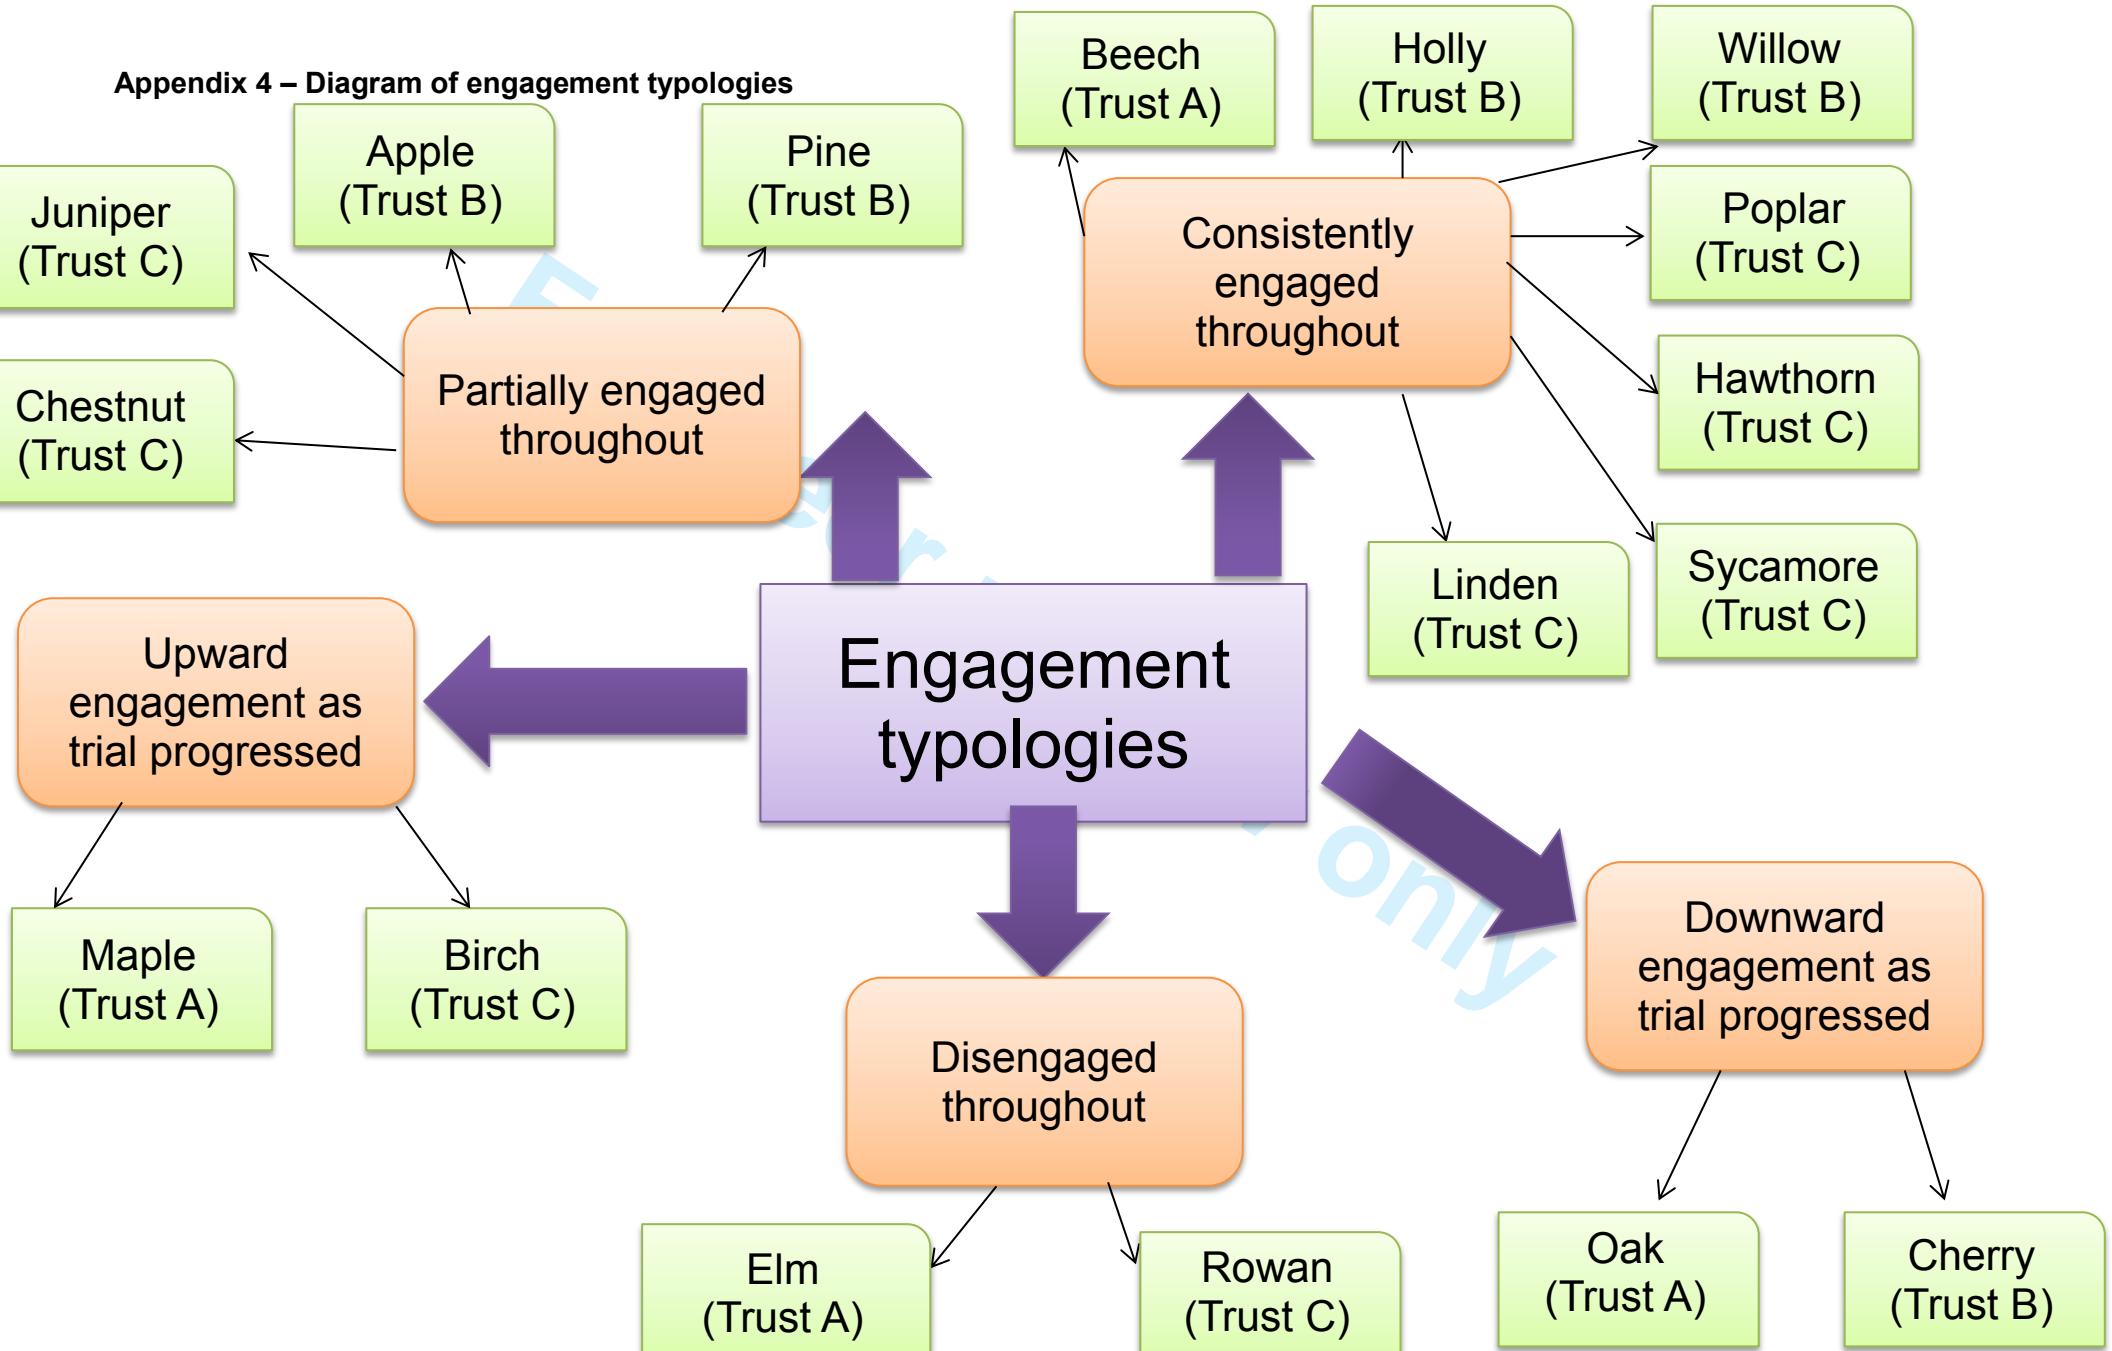 Appendix 4 – Diagram of engagement typologies
Beech
(Trust A)
Holly
(Trust B)
Willow
(Trust B)
Apple
(Trust B)
Pine
(Trust B)
Juniper
(Trust C)
Poplar
(Trust C)
Consistently
engaged
throughout
Chestnut
(Trust C)
Partially engaged
throughout
Hawthorn
(Trust C)
Linden
(Trust C)
Sycamore
(Trust C)
Upward
engagement as
trial progressed
Engagement
typologies
Maple
(Trust A)
Birch
(Trust C)
Disengaged
throughout
Downward
engagement as
trial progressed
Elm
(Trust A)
Rowan
(Trust C)
Oak
(Trust A)
Cherry
(Trust B)
only